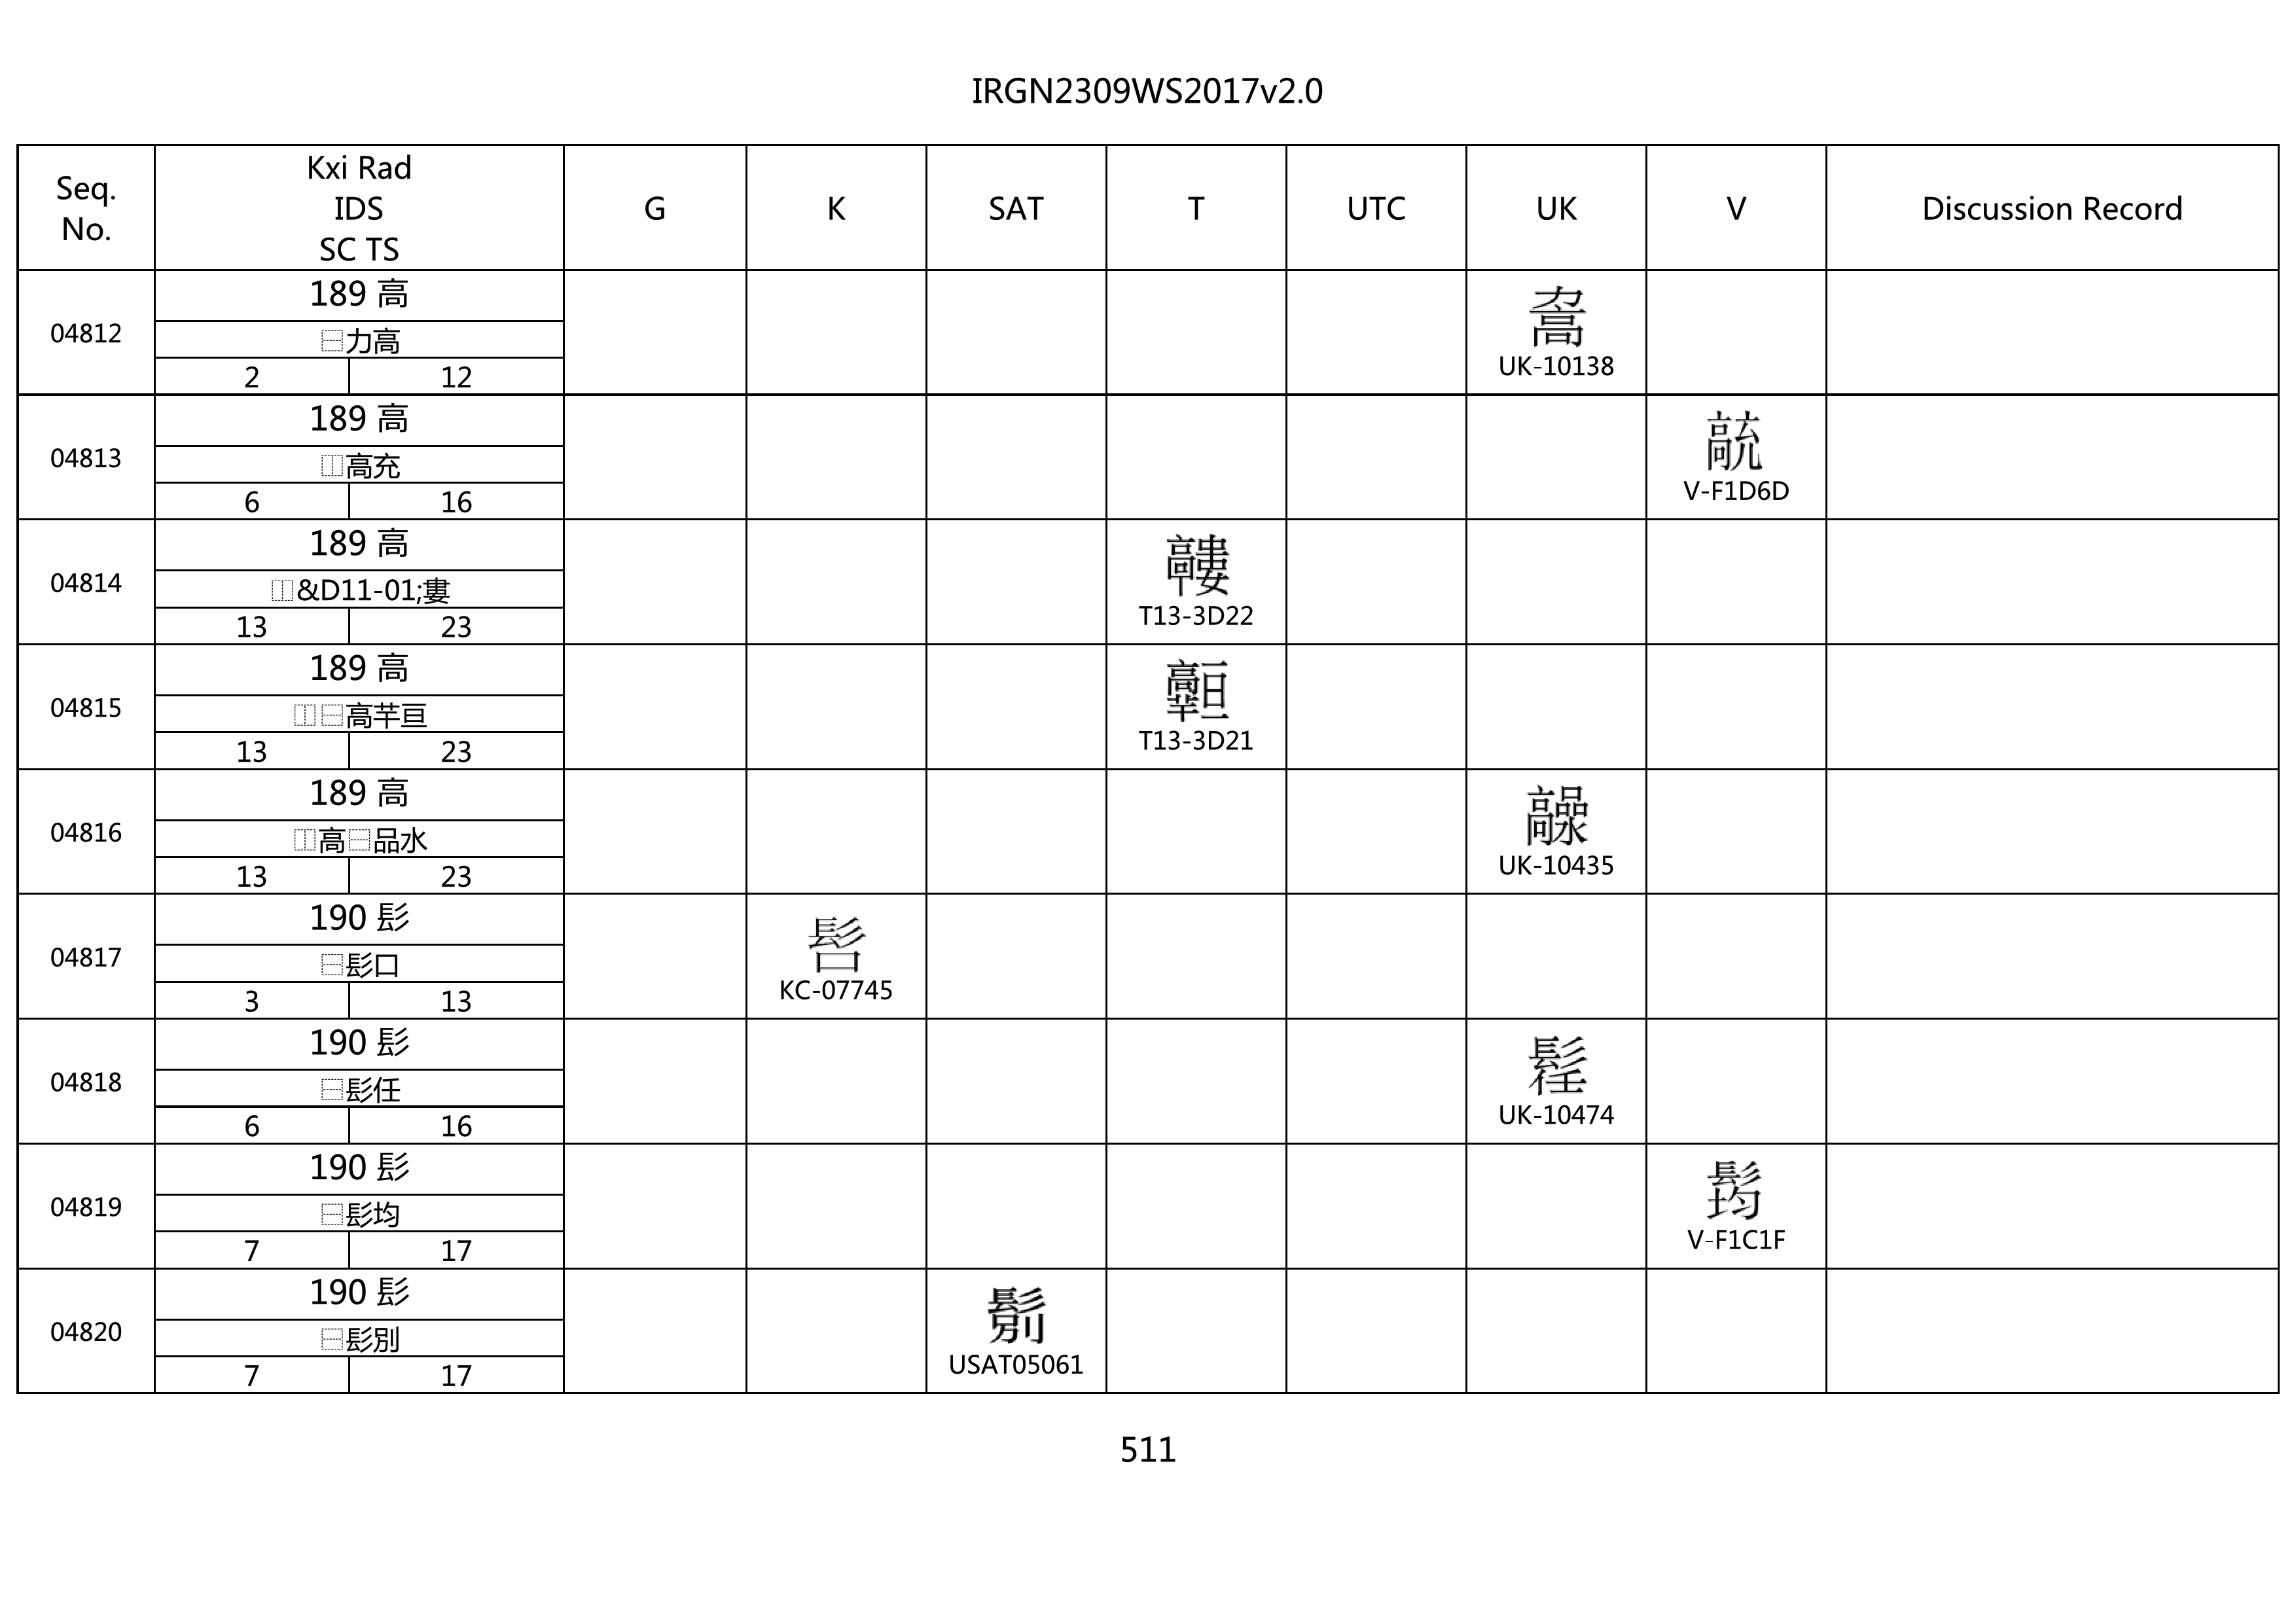 IRGN2309WS2017v2.0
Seq. No. Kxi Rad IDS SC TS G K SAT T UTC UK V Discussion Record
04812
189 高
⿱力高
2 12
UK-10138
04813
189 高
⿰高充
6 16
V-F1D6D
04814
189 高
⿰&D11-01;婁
13 23
T13-3D22
04815
189 高
⿰⿱高芉亘
13 23
T13-3D21
04816
189 高
⿰高⿱品水
13 23
UK-10435
04817
190 髟
⿱髟口
3 13
KC-07745
04818
190 髟
⿱髟任
6 16
UK-10474
04819
190 髟
⿱髟均
7 17
V-F1C1F
04820
190 髟
⿱髟別
7 17
USAT05061
511